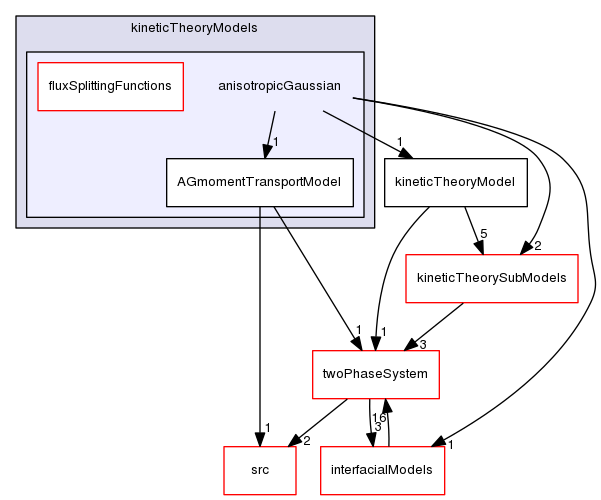 kineticTheoryModels
fluxSplittingFunctions
anisotropicGaussian
1
1
AGmomentTransportModel
kineticTheoryModel
5
2
kineticTheorySubModels
1
1
3
twoPhaseSystem
16
3
1
2
1
src
interfacialModels